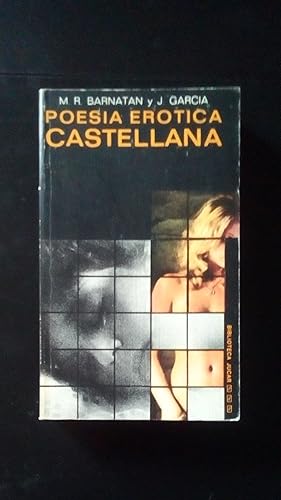 M. R. BARNATAN y J. GARCIA
POESIA EROTICA
CASTELLANA
BIBLIOTECA JUCAR